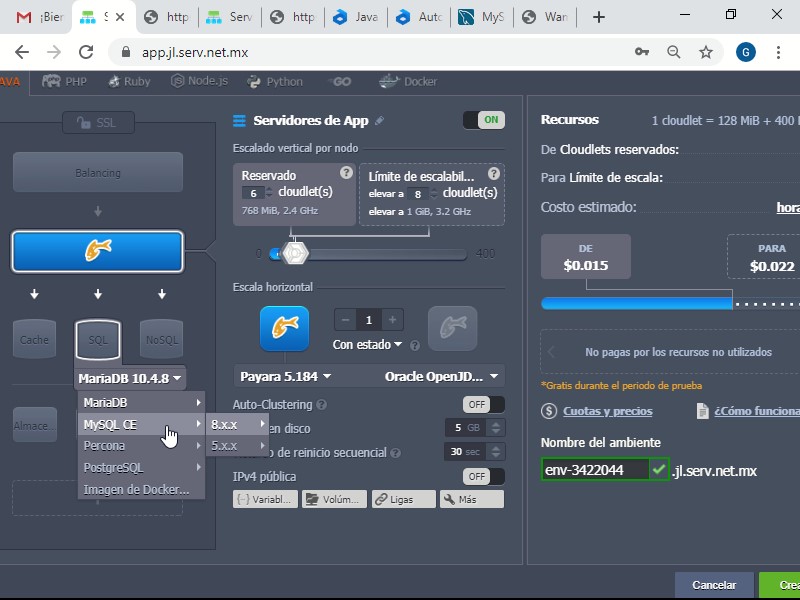 ¡Bier
S
http
Serv
http
Java
Auto
MyS
Wan
app.jl.serv.net.mx
G
AVA
PHP
Ruby
Node.js
Python
GO
Docker
SSL
Balancing
Cache
SQL
NoSQL
MariaDB 10.4.8
MariaDB
MySQL CE
8.x.x
Percona
5.x.x
PostgreSQL
Imagen de Docker...
Almace...
Servidores de App
ON
Escalado vertical por nodo
Reservado
?
6 cloudlet(s)
768 MiB, 2.4 GHz
Límite de escalabil...
?
elevar a 8 cloudlet(s)
elevar a 1 GiB, 3.2 GHz
0
400
Escala horizontal
1
Con estado
?
Payara 5.184
Oracle OpenJD...
Auto-Clustering ?
OFF
en disco
5 GB
o de reinicio secuencial ?
30 sec
IPv4 pública
OFF
Variabl...
Volúm...
Ligas
Más
Recursos
1 cloudlet = 128 MiB + 400
De Cloudlets reservados:
Para Límite de escala:
Costo estimado:
hora
DE
$0.015
PARA
$0.022
No pagas por los recursos no utilizados
*Gratis durante el periodo de prueba
Cuotas y precios
¿Cómo funciona
Nombre del ambiente
env-3422044
.jl.serv.net.mx
Cancelar
Crea